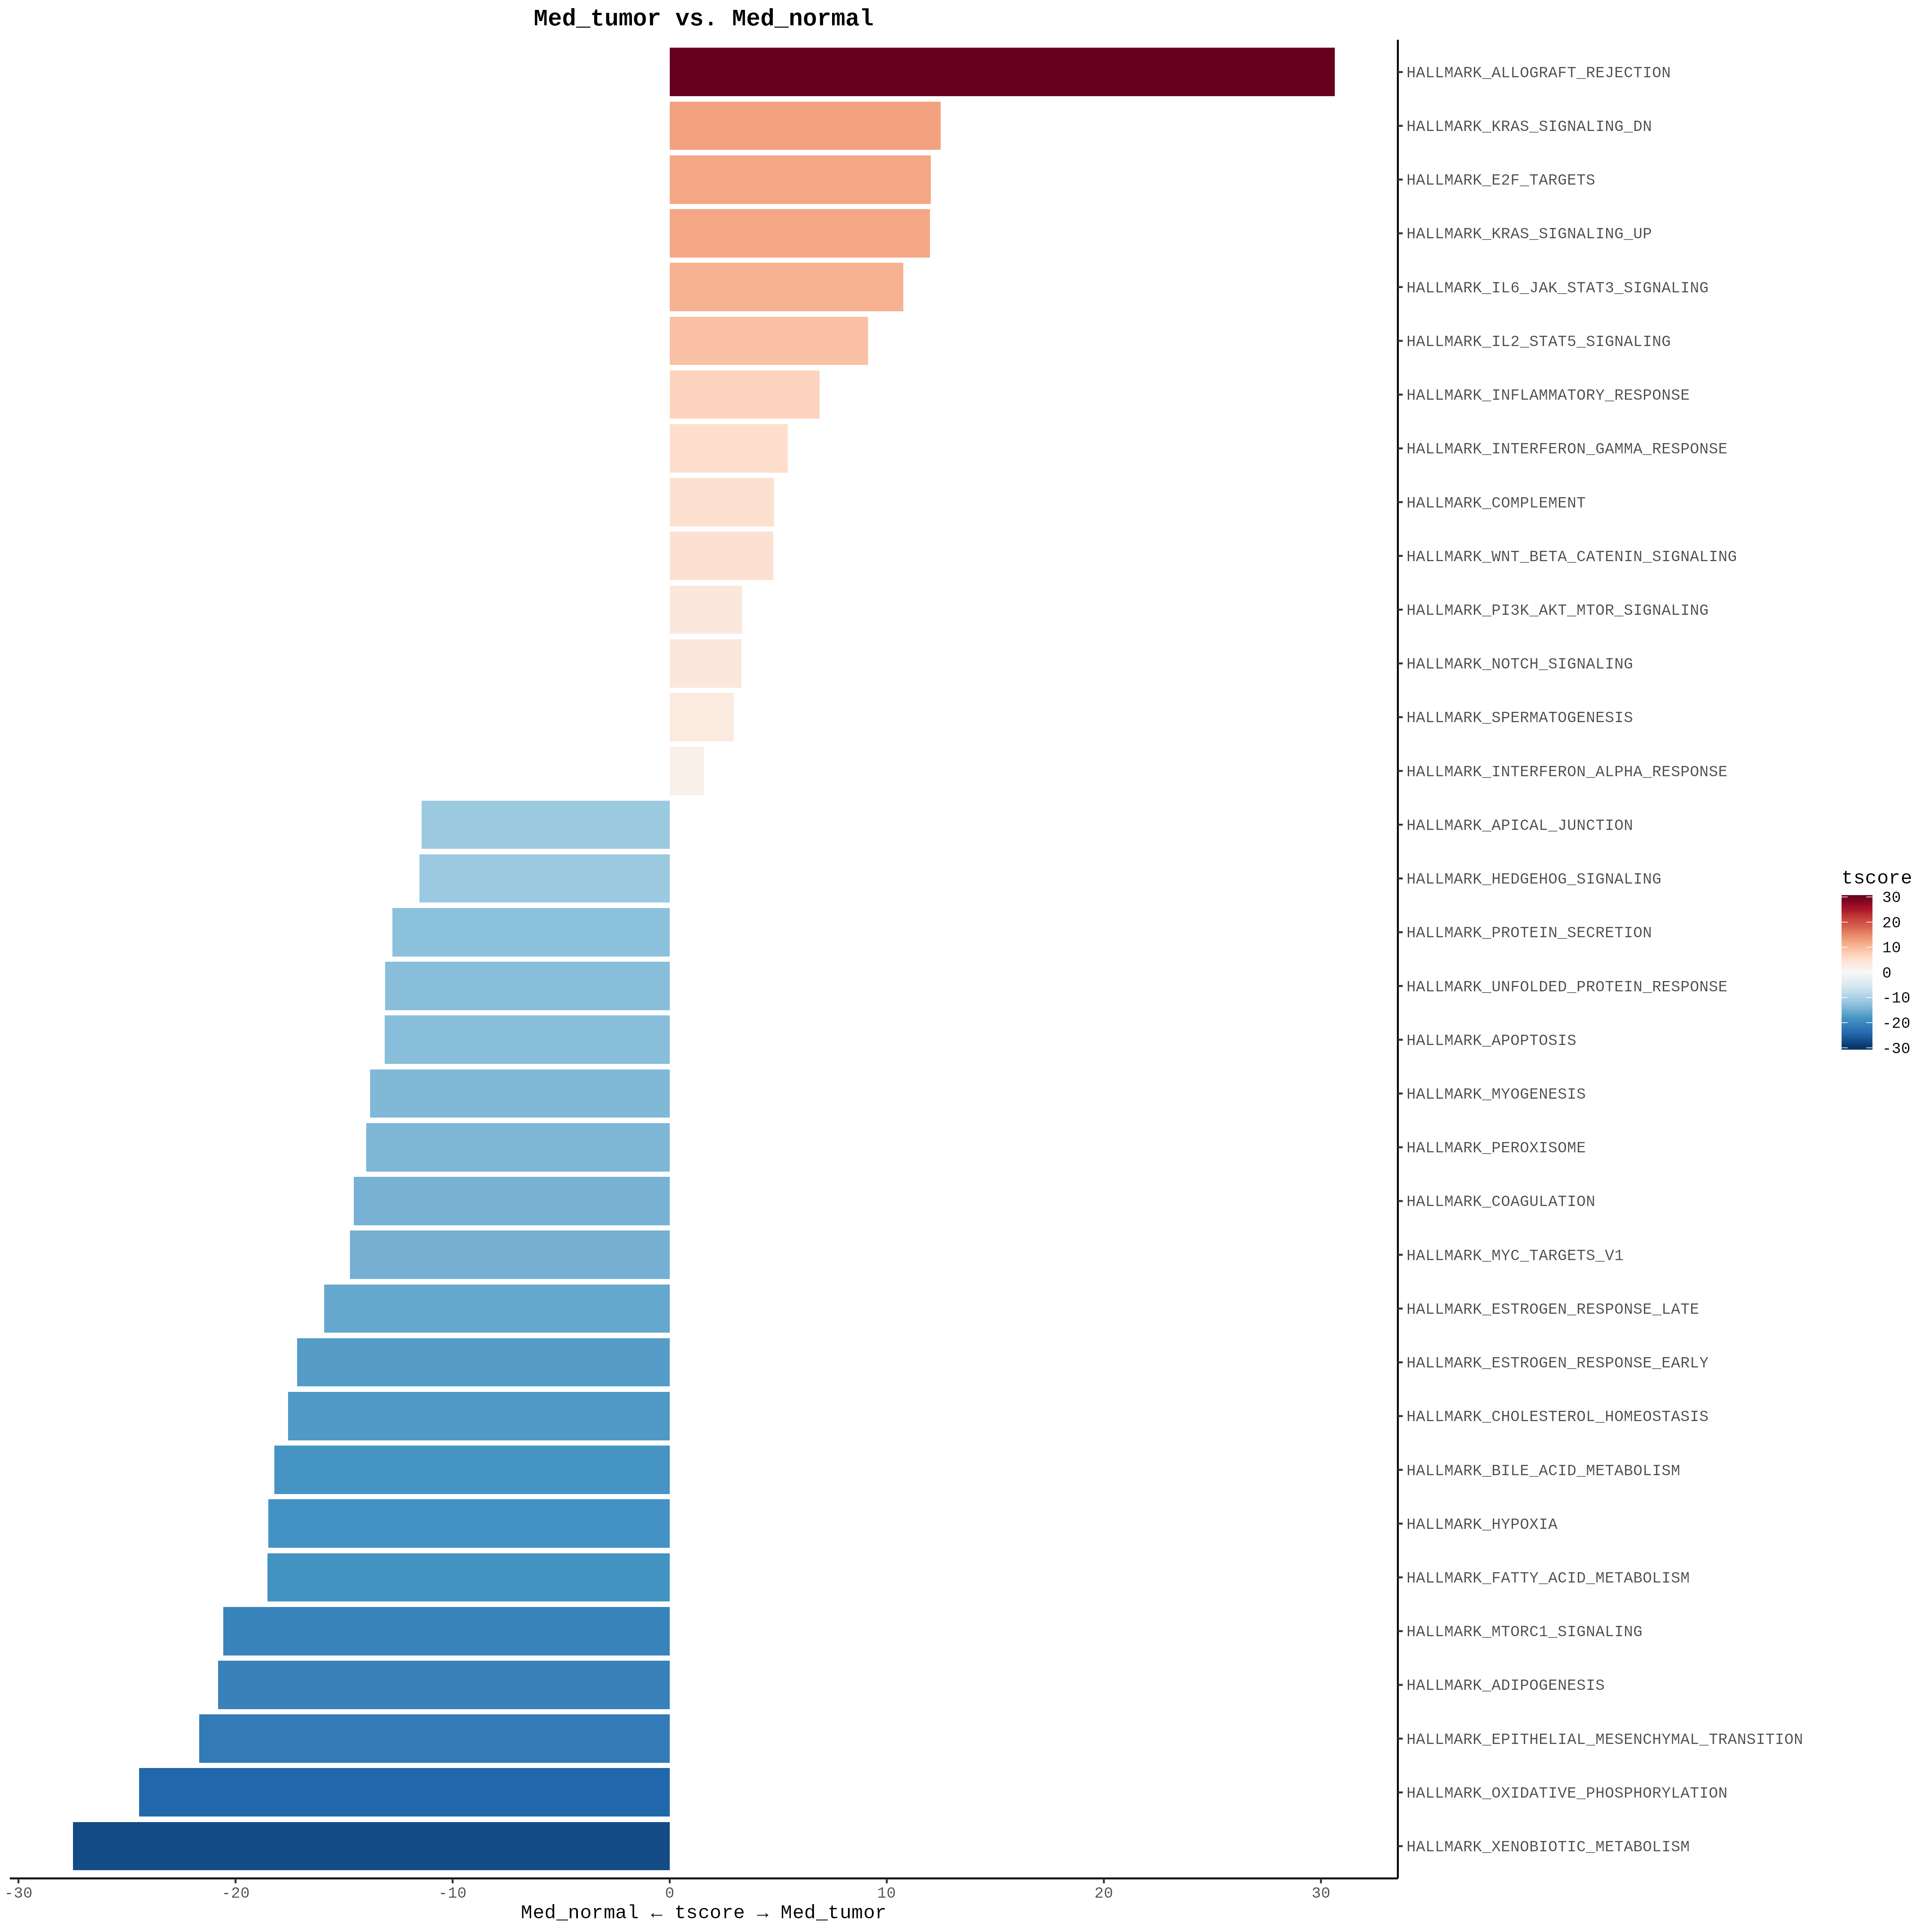 Med_tumor vs. Med_normal
HALLMARK_ALLOGRAFT_REJECTION
HALLMARK_KRAS_SIGNALING_DN
HALLMARK_E2F_TARGETS
HALLMARK_KRAS_SIGNALING_UP
HALLMARK_IL6_JAK_STAT3_SIGNALING
HALLMARK_IL2_STAT5_SIGNALING
HALLMARK_INFLAMMATORY_RESPONSE
HALLMARK_INTERFERON_GAMMA_RESPONSE
HALLMARK_COMPLEMENT
HALLMARK_WNT_BETA_CATENIN_SIGNALING
HALLMARK_PI3K_AKT_MTOR_SIGNALING
HALLMARK_NOTCH_SIGNALING
HALLMARK_SPERMATOGENESIS
HALLMARK_INTERFERON_ALPHA_RESPONSE
HALLMARK_APICAL_JUNCTION
HALLMARK_HEDGEHOG_SIGNALING
HALLMARK_PROTEIN_SECRETION
HALLMARK_UNFOLDED_PROTEIN_RESPONSE
HALLMARK_APOPTOSIS
HALLMARK_MYOGENESIS
HALLMARK_PEROXISOME
HALLMARK_COAGULATION
HALLMARK_MYC_TARGETS_V1
HALLMARK_ESTROGEN_RESPONSE_LATE
HALLMARK_ESTROGEN_RESPONSE_EARLY
HALLMARK_CHOLESTEROL_HOMEOSTASIS
HALLMARK_BILE_ACID_METABOLISM
HALLMARK_HYPOXIA
HALLMARK_FATTY_ACID_METABOLISM
HALLMARK_MTORC1_SIGNALING
HALLMARK_ADIPOGENESIS
HALLMARK_EPITHELIAL_MESENCHYMAL_TRANSITION
HALLMARK_OXIDATIVE_PHOSPHORYLATION
HALLMARK_XENOBIOTIC_METABOLISM
-30 -20 -10 0 10 20 30
Med_normal ← tscore → Med_tumor
tscore
30
20
10
0
-10
-20
-30